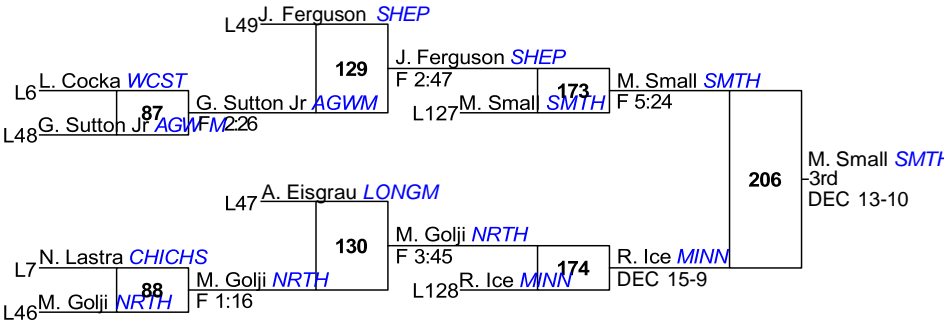 L49 J. Ferguson SHEP
129
J. Ferguson SHEP
F 2:47
L6 L. Cocka WCST
87
G. Sutton Jr AGWM
F 2:26
L48 G. Sutton Jr AGWM
173
L127 M. Small SMTH
M. Small SMTH
F 5:24
206
M. Small SMTH
3rd
DEC 13-10
L47 A. Eisgrau LONGM
130
M. Golji NRTH
F 3:45
L7 N. Lastra CHICHS
88
M. Golji NRTH
F 1:16
L46 M. Golji NRTH
174
L128 R. Ice MINN
R. Ice MINN
DEC 15-9